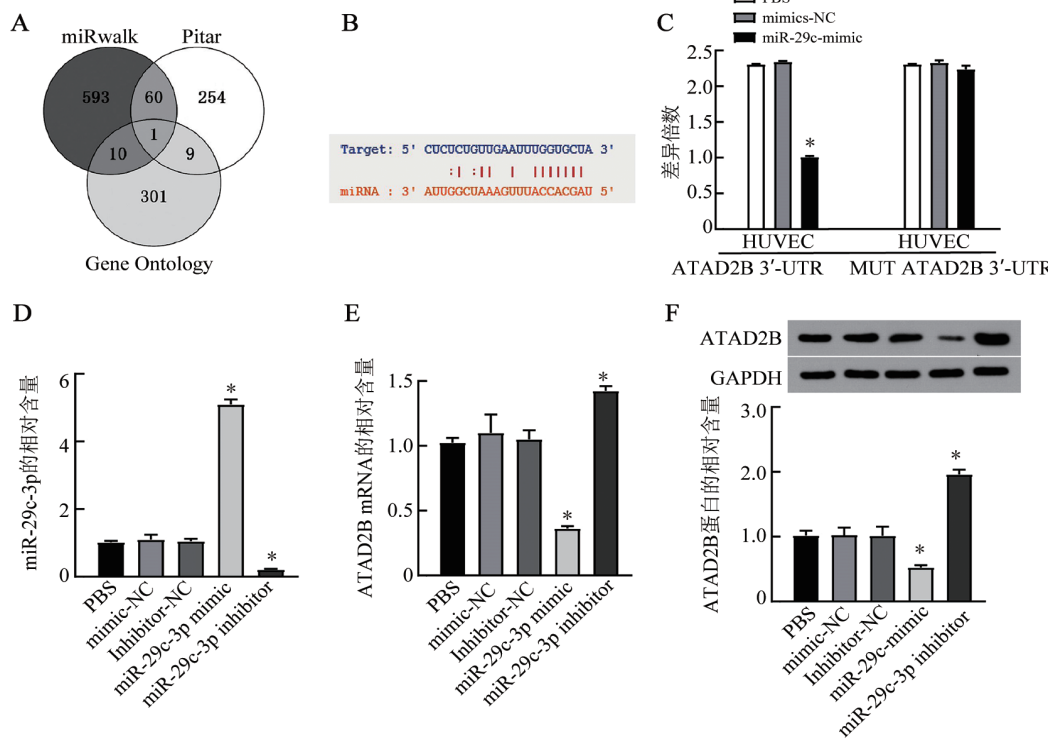 A
miRwalk
Pitar
593
60
254
1
10
9
301
Gene Ontology
B
Target: 5' CUCUCUGUUGAAUUUGGUGCUA 3'
miRNA : 3' AUUGGCUAAAGUUUACCACGAU 5'
C
PBS
mimics-NC
miR-29c-mimic
差异倍数
2.5
2.0
1.5
1.0
0.5
0
*
HUVEC
HUVEC
ATAD2B 3′-UTR
MUT ATAD2B 3′-UTR
D
miR-29c-3p的相对含量
6
4
2
0
*
*
PBS
mimic-NC
Inhibitor-NC
miR-29c-3p mimic
miR-29c-3p inhibitor
E
ATAD2B mRNA的相对含量
1.5
1.0
0.5
0
*
*
PBS
mimic-NC
Inhibitor-NC
miR-29c-3p mimic
miR-29c-3p inhibitor
F
ATAD2B
GAPDH
ATAD2B蛋白的相对含量
3.0
2.0
1.0
0
*
*
PBS
mimic-NC
Inhibitor-NC
miR-29c-mimic
miR-29c-3p inhibitor